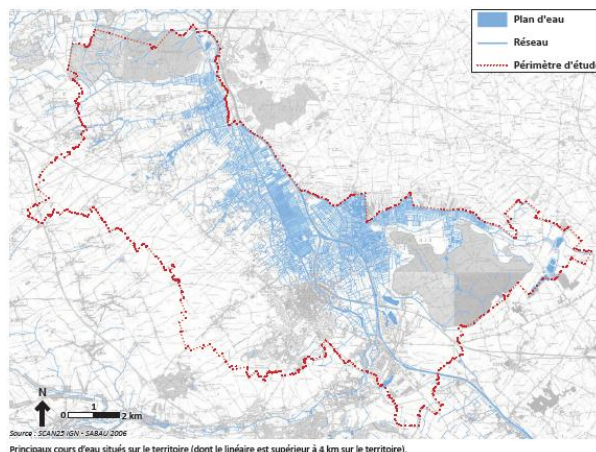 Plan d'eau
Réseau
Périmètre d'étude
N
0 1 2 km
Source : SCAN25 IGN - SABAU 2006
Principaux cours d'eau situés sur le territoire (dont le linéaire est supérieur à 4 km sur le territoire).